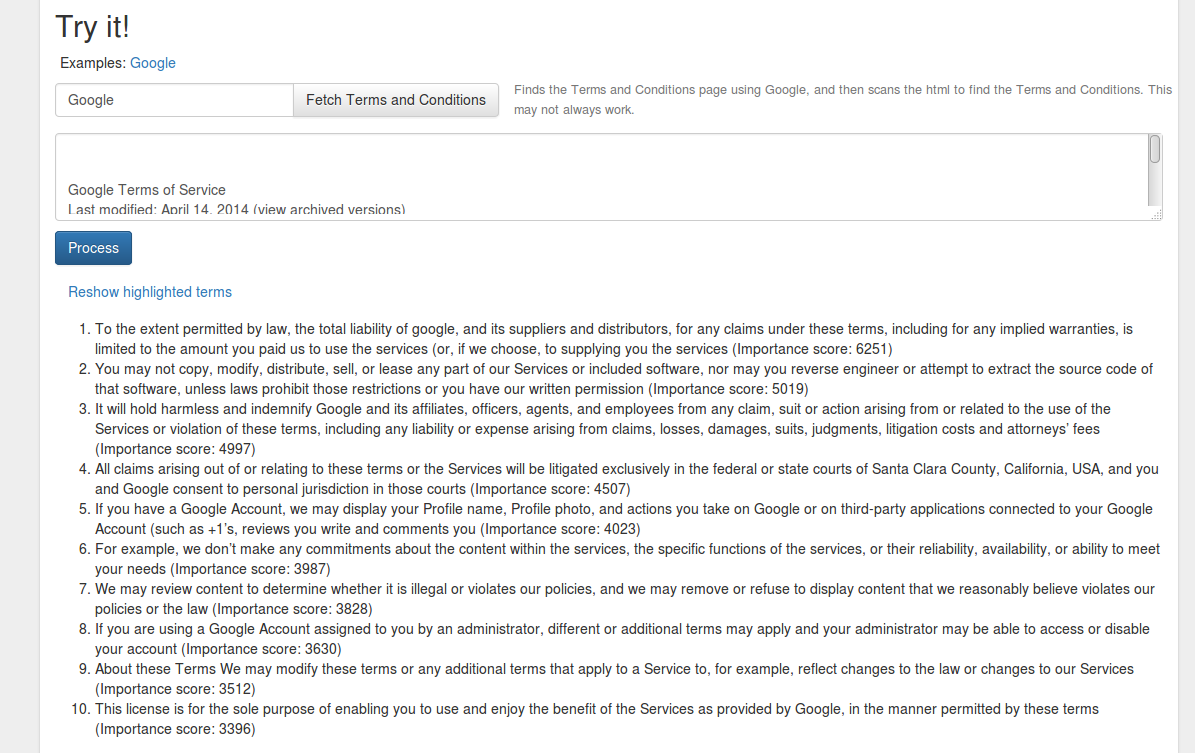 Try it!
Examples: Google
Google
Fetch Terms and Conditions
Finds the Terms and Conditions page using Google, and then scans the html to find the Terms and Conditions. This
may not always work.
Google Terms of Service
Last modified: April 14, 2014 (view archived versions)
Process
Reshow highlighted terms
1. To the extent permitted by law, the total liability of google, and its suppliers and distributors, for any claims under these terms, including for any implied warranties, is
limited to the amount you paid us to use the services (or, if we choose, to supplying you the services (Importance score: 6251)
2. You may not copy, modify, distribute, sell, or lease any part of our Services or included software, nor may you reverse engineer or attempt to extract the source code of
that software, unless laws prohibit those restrictions or you have our written permission (Importance score: 5019)
3. It will hold harmless and indemnify Google and its affiliates, officers, agents, and employees from any claim, suit or action arising from or related to the use of the
Services or violation of these terms, including any liability or expense arising from claims, losses, damages, suits, judgments, litigation costs and attorneys’ fees
(Importance score: 4997)
4. All claims arising out of or relating to these terms or the Services will be litigated exclusively in the federal or state courts of Santa Clara County, California, USA, and you
and Google consent to personal jurisdiction in those courts (Importance score: 4507)
5. If you have a Google Account, we may display your Profile name, Profile photo, and actions you take on Google or on third-party applications connected to your Google
Account (such as +1’s, reviews you write and comments you (Importance score: 4023)
6. For example, we don’t make any commitments about the content within the services, the specific functions of the services, or their reliability, availability, or ability to meet
your needs (Importance score: 3987)
7. We may review content to determine whether it is illegal or violates our policies, and we may remove or refuse to display content that we reasonably believe violates our
policies or the law (Importance score: 3828)
8. If you are using a Google Account assigned to you by an administrator, different or additional terms may apply and your administrator may be able to access or disable
your account (Importance score: 3630)
9. About these Terms We may modify these terms or any additional terms that apply to a Service to, for example, reflect changes to the law or changes to our Services
(Importance score: 3512)
10. This license is for the sole purpose of enabling you to use and enjoy the benefit of the Services as provided by Google, in the manner permitted by these terms
(Importance score: 3396)